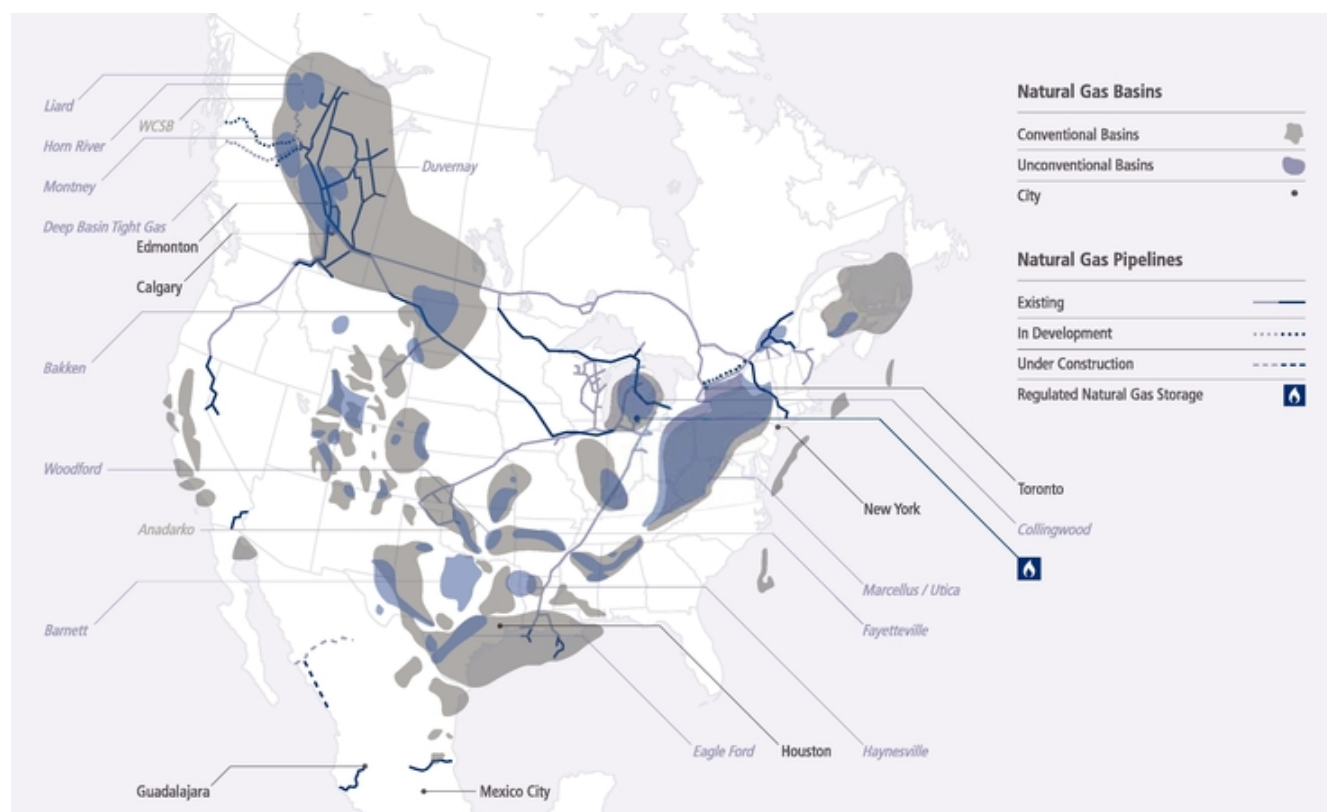 Liard
WCSB
Horn River
Montney
Duvernay
Deep Basin Tight Gas
Edmonton
Calgary
Bakken
Woodford
Anadarko
Barnett
Guadalajara
Mexico City
Eagle Ford
Houston
Haynesville
Fayetteville
Marcellus / Utica
New York
Collingwood
Toronto
Natural Gas Basins
Conventional Basins
Unconventional Basins
City
Natural Gas Pipelines
Existing
In Development
Under Construction
Regulated Natural Gas Storage